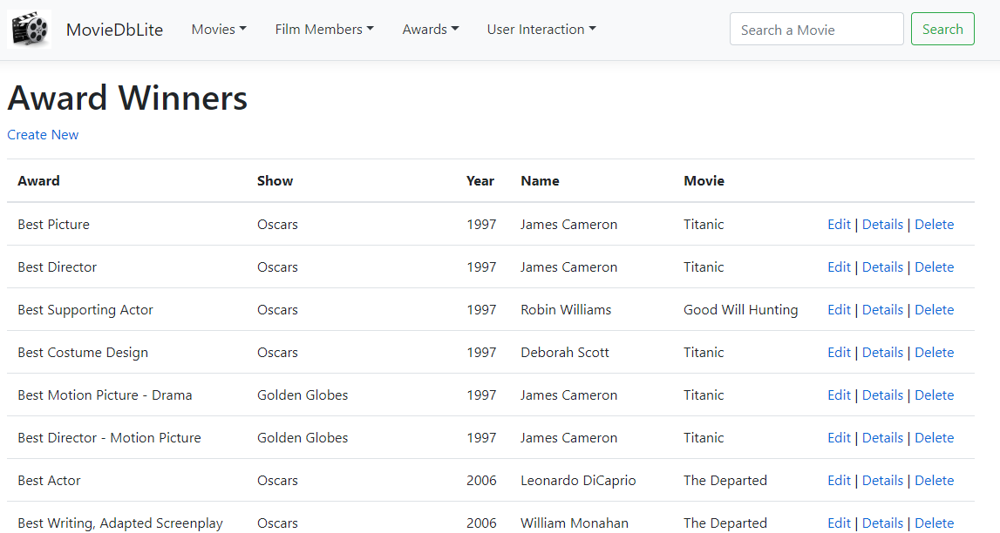 MovieDbLite Movies Film Members Awards User Interaction Search a Movie Search
Award Winners
Create New
Award Show Year Name Movie
Best Picture Oscars 1997 James Cameron Titanic Edit | Details | Delete
Best Director Oscars 1997 James Cameron Titanic Edit | Details | Delete
Best Supporting Actor Oscars 1997 Robin Williams Good Will Hunting Edit | Details | Delete
Best Costume Design Oscars 1997 Deborah Scott Titanic Edit | Details | Delete
Best Motion Picture - Drama Golden Globes 1997 James Cameron Titanic Edit | Details | Delete
Best Director - Motion Picture Golden Globes 1997 James Cameron Titanic Edit | Details | Delete
Best Actor Oscars 2006 Leonardo DiCaprio The Departed Edit | Details | Delete
Best Writing, Adapted Screenplay Oscars 2006 William Monahan The Departed Edit | Details | Delete